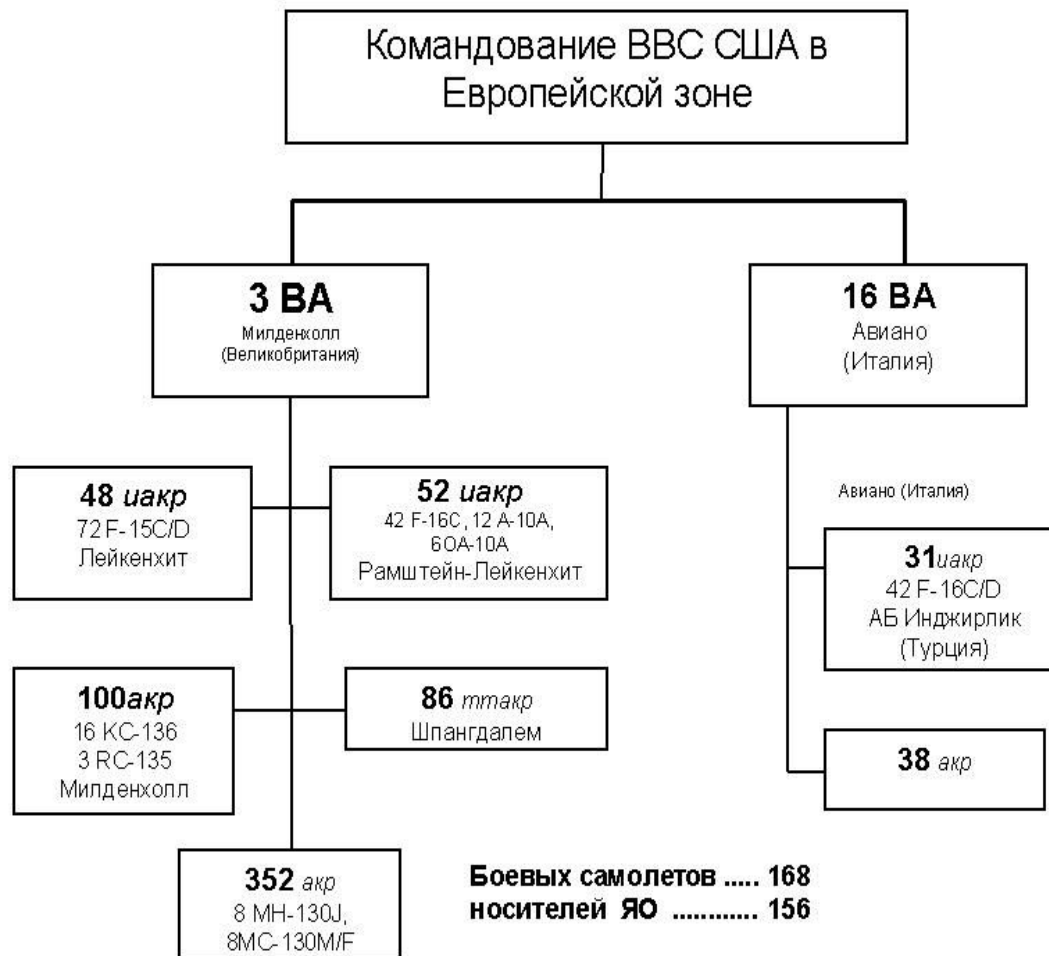 Командование ВВС США в
Европейской зоне
3 ВА
Милденхолл
(Великобритания)
16 ВА
Авиано
(Италия)
48 иакр
72 F-15C/D
Лейкенхит
52 иакр
42 F-16C, 12 A-10A,
6OA-10A
Рамштейн-Лейкенхит
Авиано (Италия)
31иакр
42 F-16C/D
АБ Инджирлик
(Турция)
100акр
16 KC-136
3 RC-135
Милденхолл
86 ттакр
Шпангдалем
38 акр
352 акр
8 MH-130J,
8MC-130M/F
Боевых самолетов ..... 168
носителей ЯО ............ 156